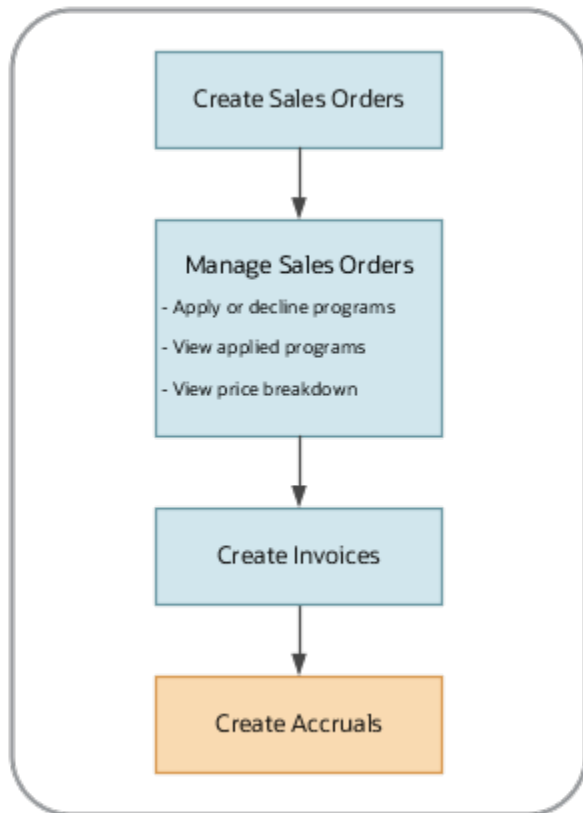 Create Sales Orders
Manage Sales Orders
- Apply or decline programs
- View applied programs
- View price breakdown
Create Invoices
Create Accruals